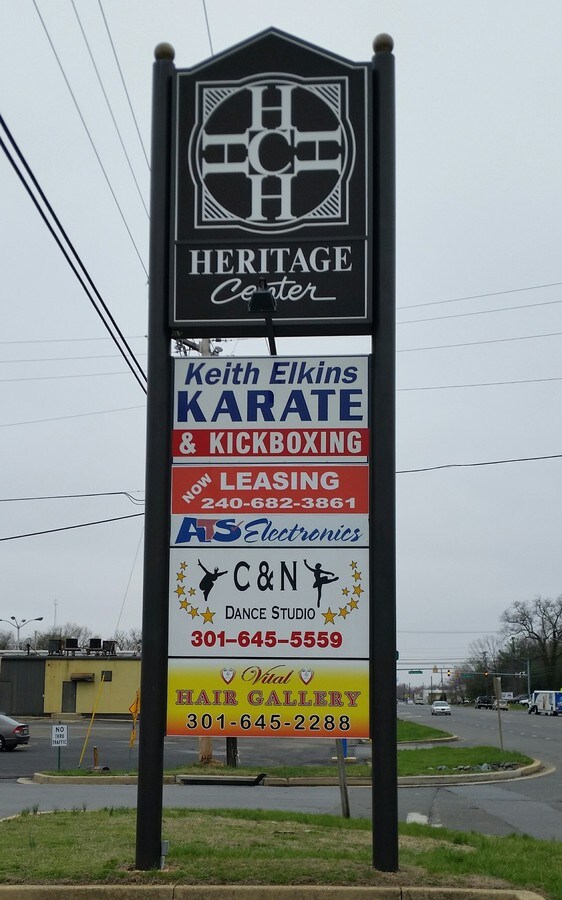 H
H C H
H
HERITAGE
Center
Keith Elkins
KARATE
& KICKBOXING
NOW LEASING
240-682-3861
ATS Electronics
C & N
DANCE STUDIO
301-645-5559
Vital
HAIR GALLERY
301-645-2288
NO
THRU
TRAFFIC